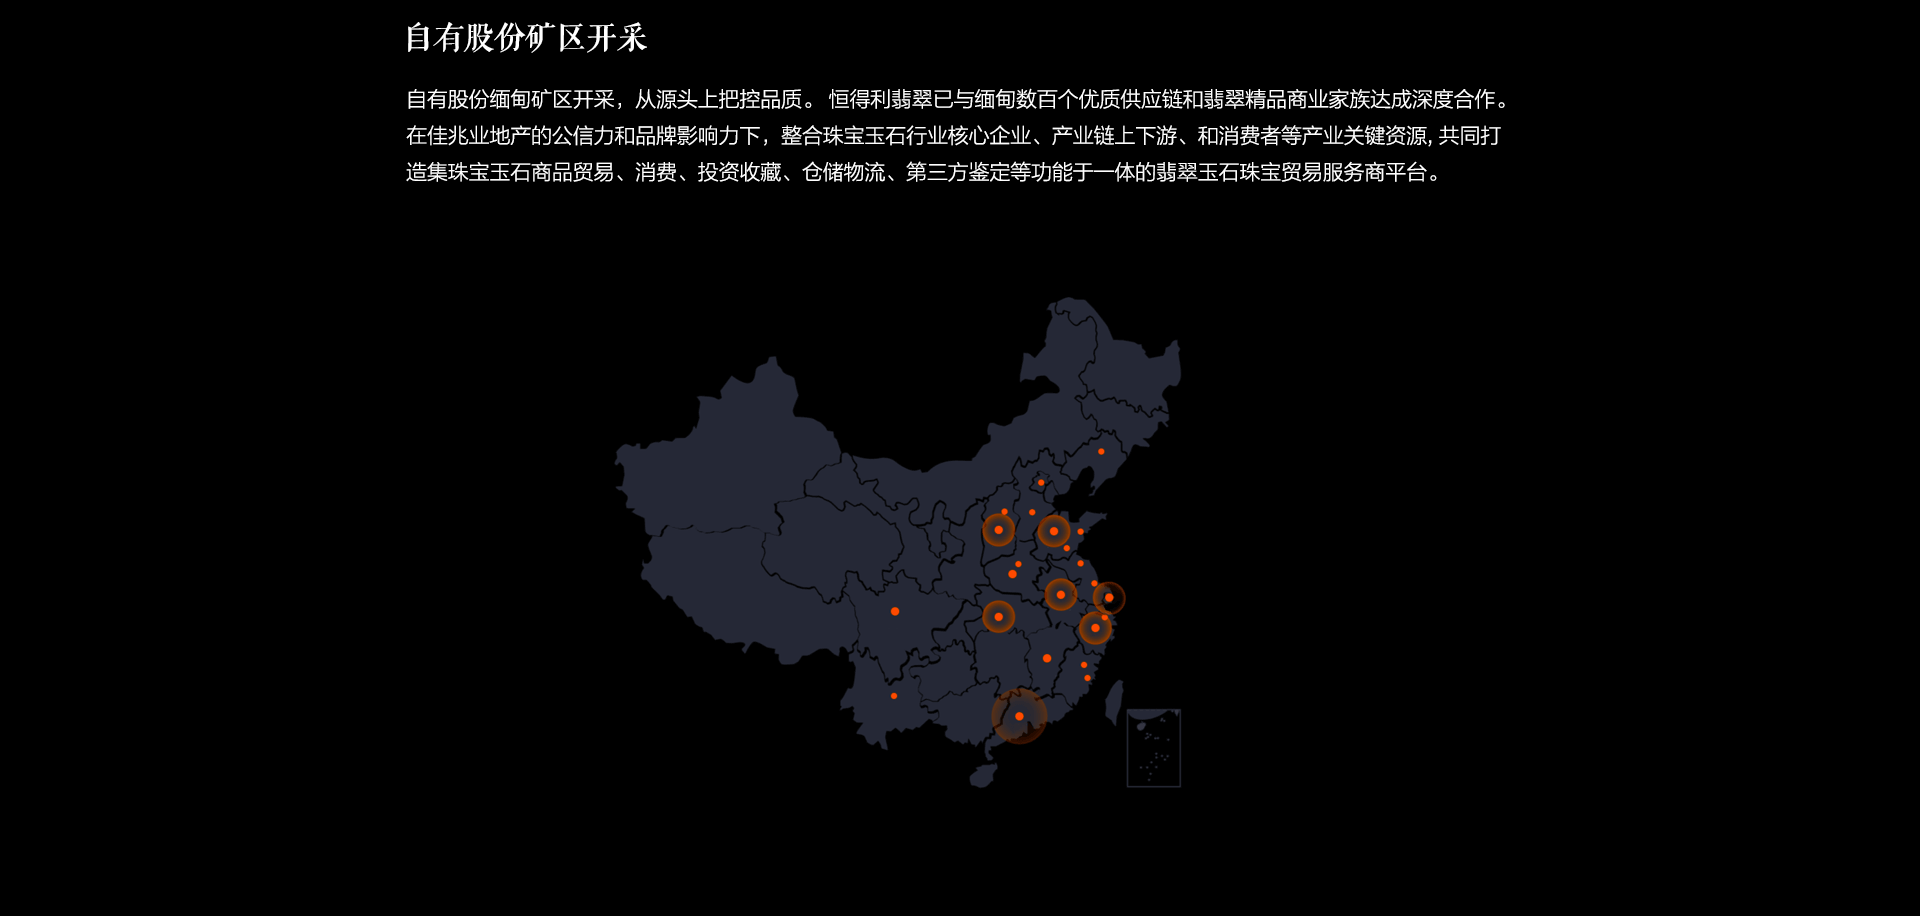 自有股份矿区开采
自有股份缅甸矿区开采，从源头上把控品质。 恒得利翡翠已与缅甸数百个优质供应链和翡翠精品商业家族达成深度合作。
在佳兆业地产的公信力和品牌影响力下，整合珠宝玉石行业核心企业、产业链上下游、和消费者等产业关键资源, 共同打
造集珠宝玉石商品贸易、消费、投资收藏、仓储物流、第三方鉴定等功能于一体的翡翠玉石珠宝贸易服务商平台。